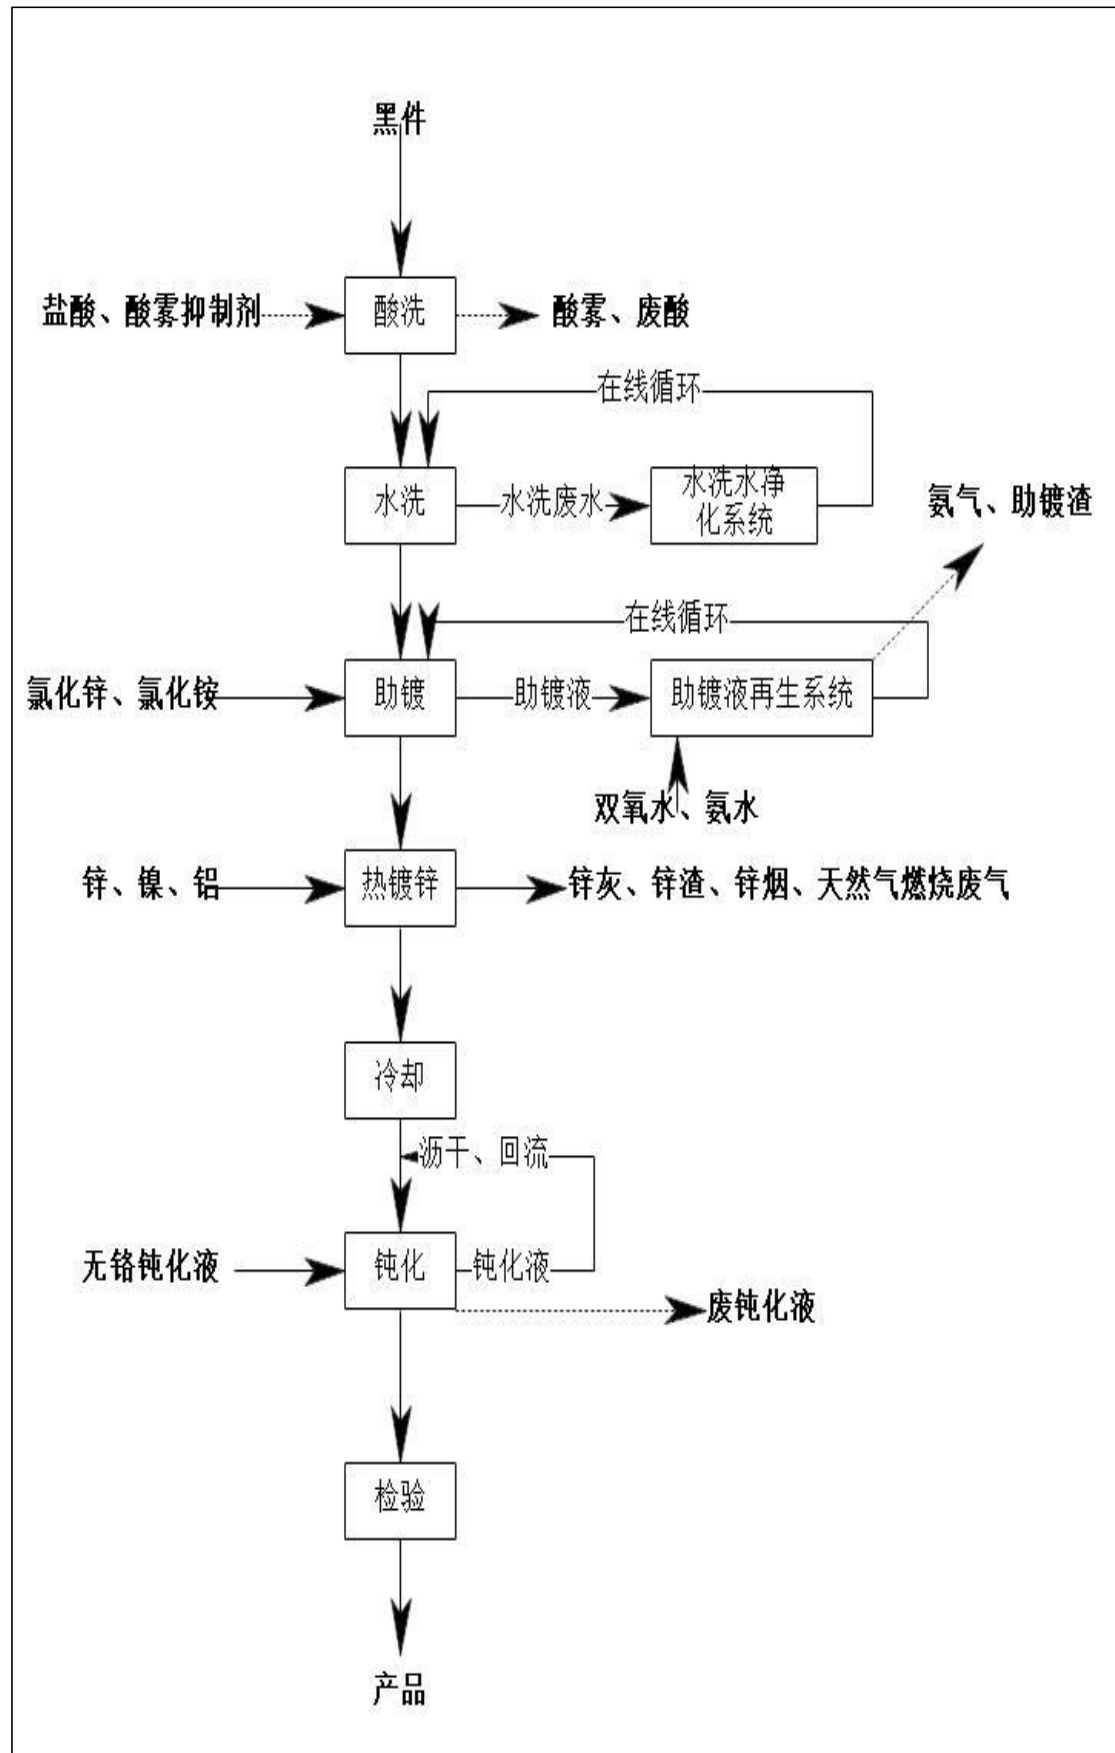 黑件
盐酸、酸雾抑制剂
酸洗
酸雾、废酸
在线循环
水洗
水洗废水
水洗水净
化系统
氨气、助镀渣
在线循环
氯化锌、氯化铵
助镀
助镀液
助镀液再生系统
双氧水、氨水
锌、镍、铝
热镀锌
锌灰、锌渣、锌烟、天然气燃烧废气
冷却
沥干、回流
无铬钝化液
钝化
钝化液
废钝化液
检验
产品